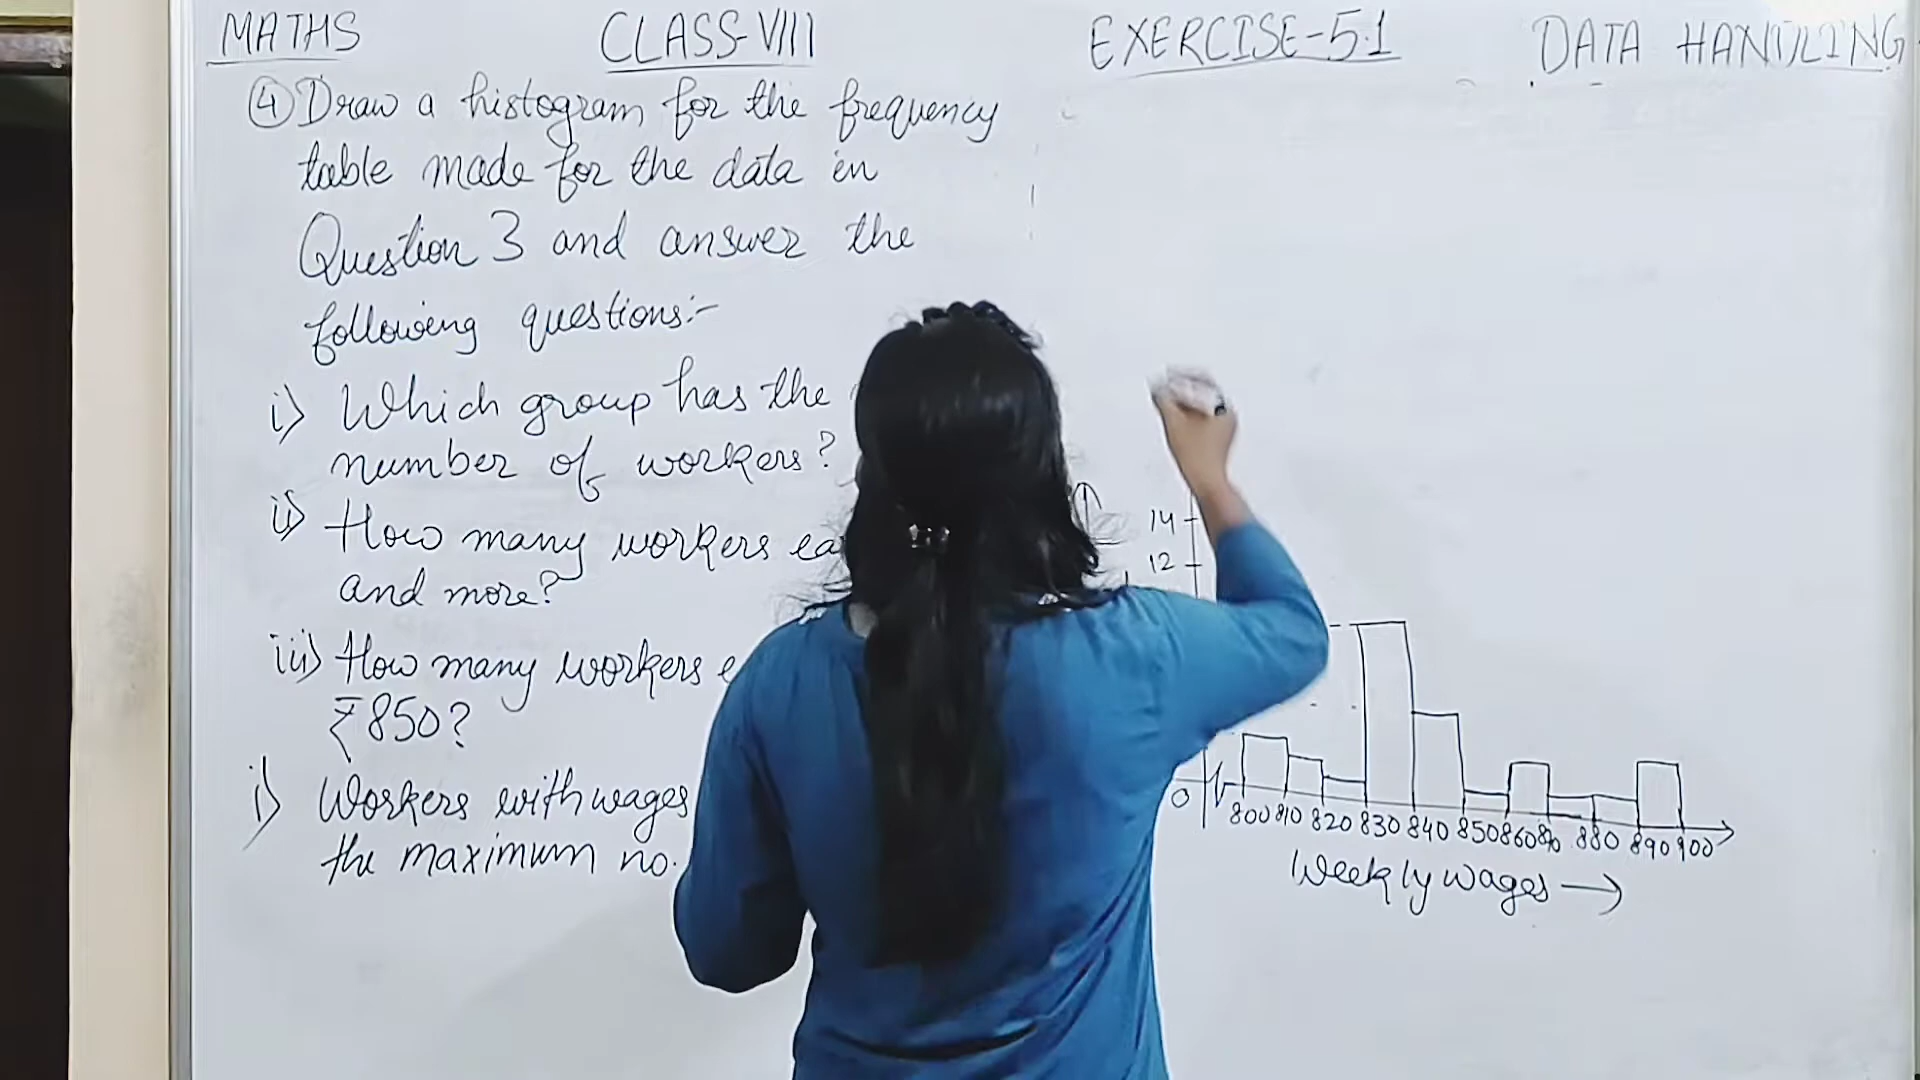 MATHS CLASS-VIII EXERCISE-5.1 DATA HANDLING
④ Draw a histogram for the frequency
table made for the data in
Question 3 and answer the
following questions:-
i) Which group has the
number of workers?
ii) How many workers
and more?
iii) How many workers
₹850?
i) Workers with wages
the maximum no.
14
12
0
800 810 820 830 840 850 860 870 880 890 900
Weekly wages →